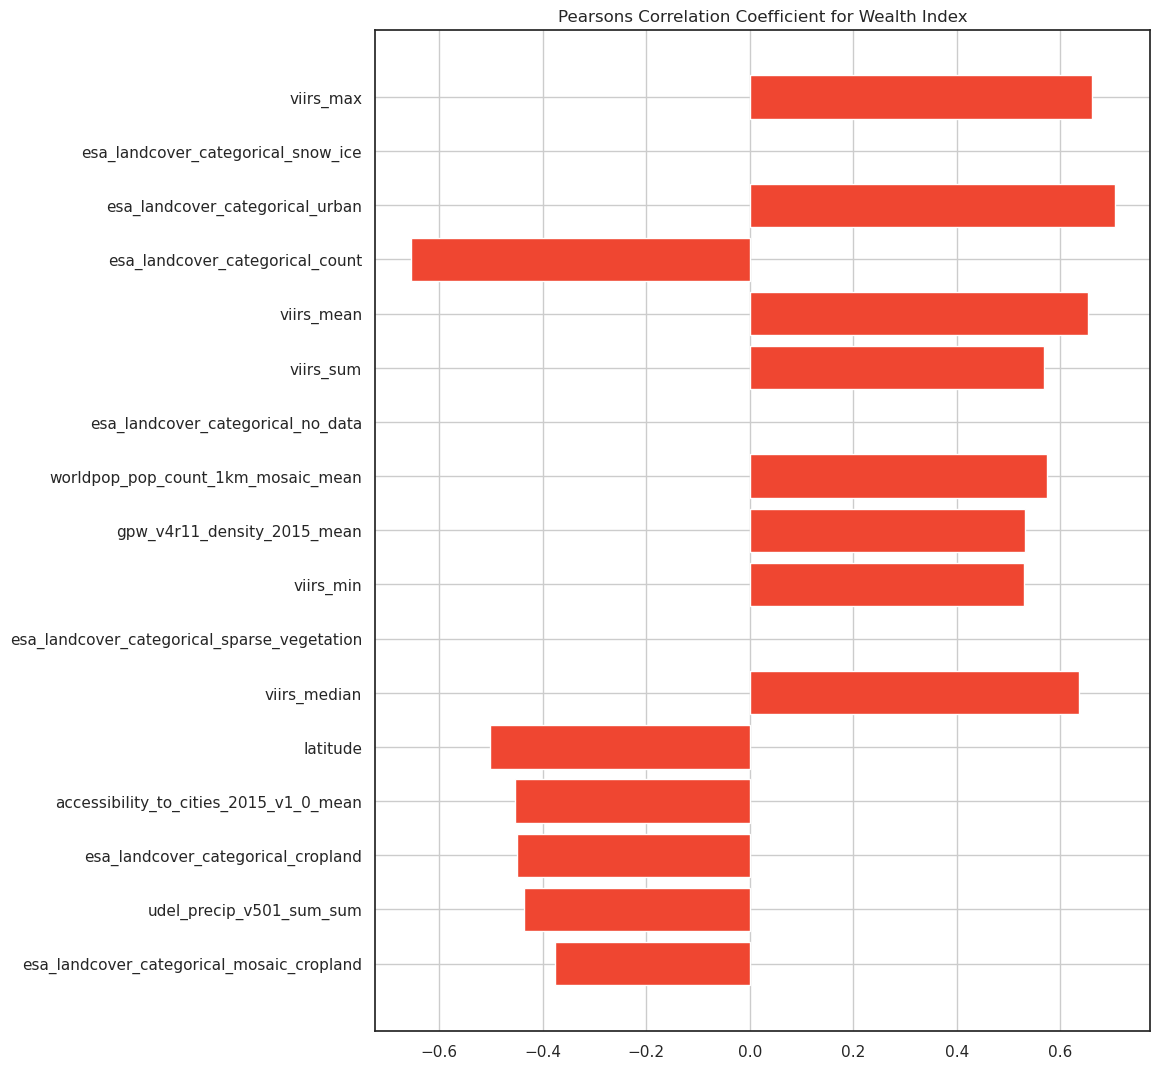 Pearsons Correlation Coefficient for Wealth Index
viirs_max
esa_landcover_categorical_snow_ice
esa_landcover_categorical_urban
esa_landcover_categorical_count
viirs_mean
viirs_sum
esa_landcover_categorical_no_data
worldpop_pop_count_1km_mosaic_mean
gpw_v4r11_density_2015_mean
viirs_min
esa_landcover_categorical_sparse_vegetation
viirs_median
latitude
accessibility_to_cities_2015_v1_0_mean
esa_landcover_categorical_cropland
udel_precip_v501_sum_sum
esa_landcover_categorical_mosaic_cropland
−0.6 −0.4 −0.2 0.0 0.2 0.4 0.6